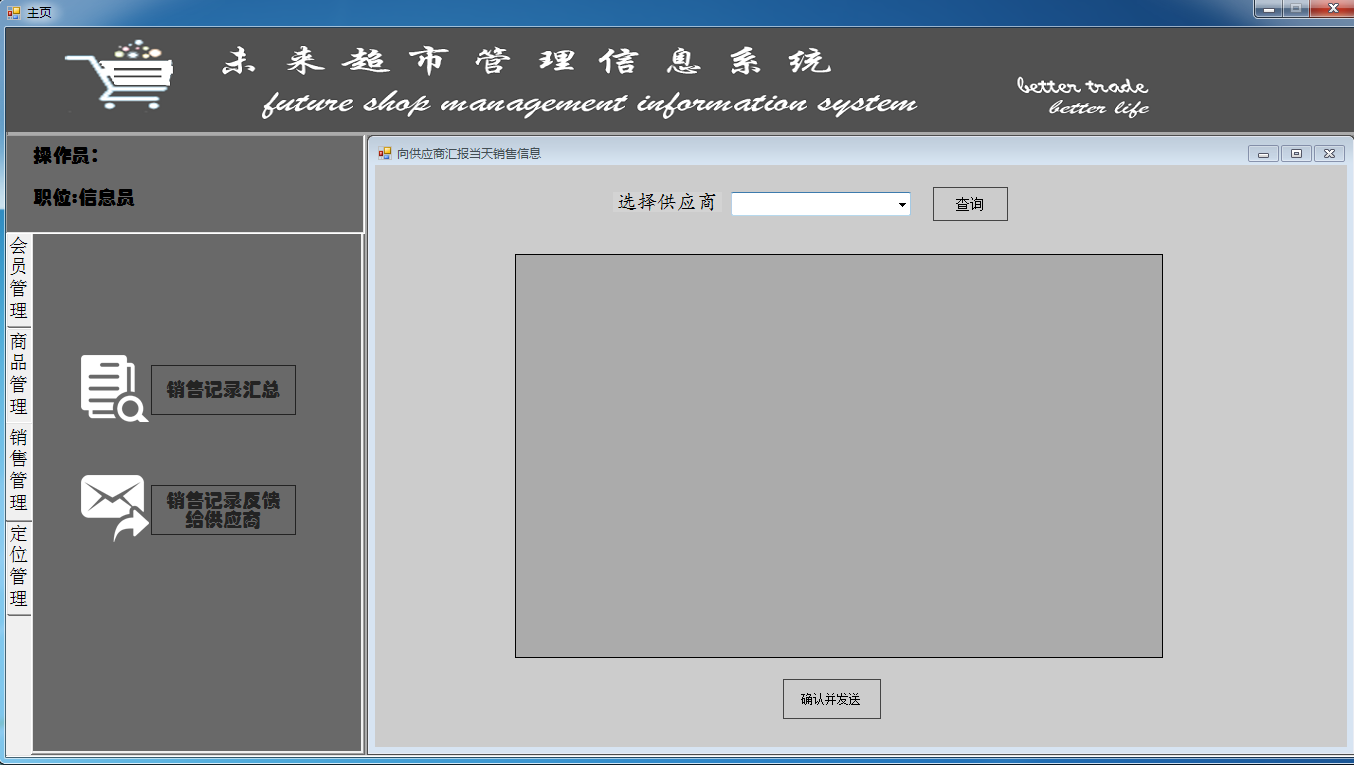 主页
未来超市管理信息系统
future shop management information system
better trade
better life
操作员：
职位:信息员
会员管理
商品管理
销售管理
定位管理
销售记录汇总
销售记录反馈
给供应商
向供应商汇报当天销售信息
选择供应商
查询
确认并发送